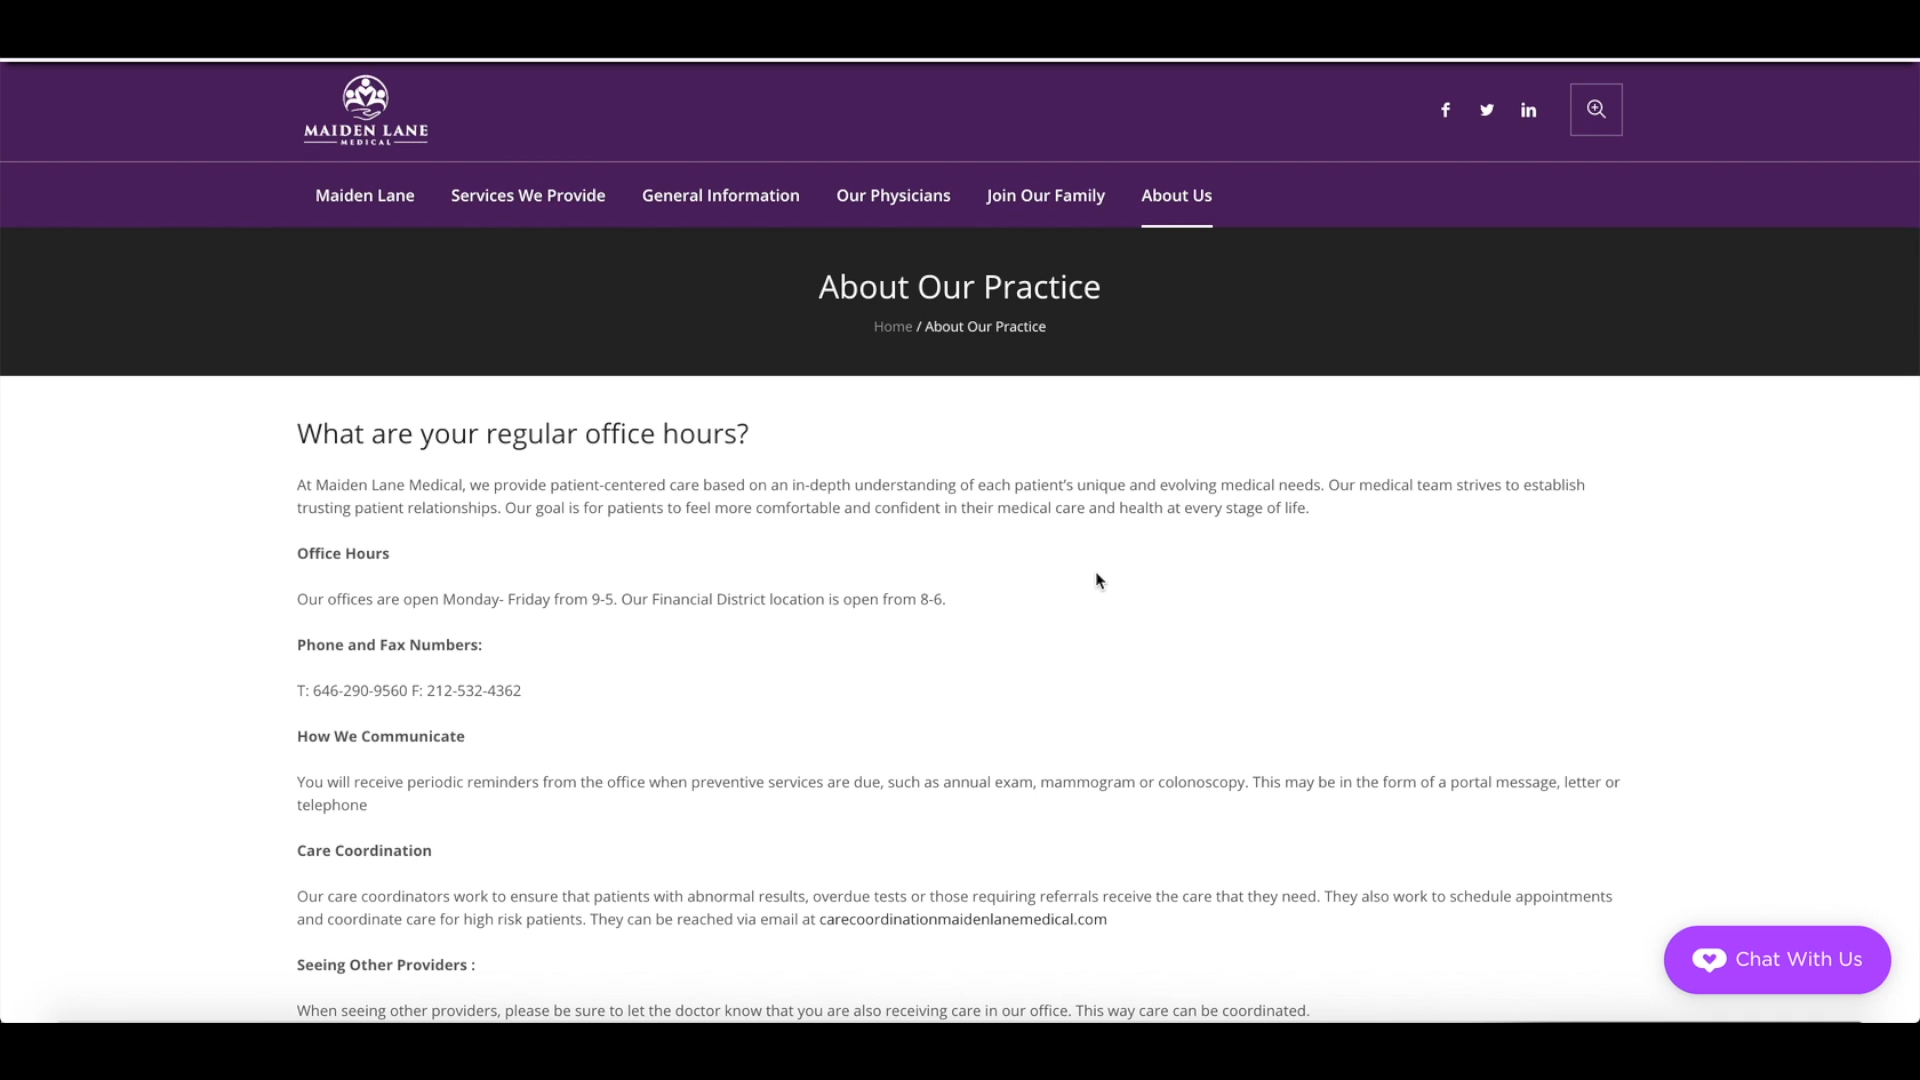 MAIDEN LANE
MEDICAL
Maiden Lane
Services We Provide
General Information
Our Physicians
Join Our Family
About Us
About Our Practice
Home / About Our Practice
What are your regular office hours?
At Maiden Lane Medical, we provide patient-centered care based on an in-depth understanding of each patient's unique and evolving medical needs. Our medical team strives to establish
trusting patient relationships. Our goal is for patients to feel more comfortable and confident in their medical care and health at every stage of life.
Office Hours
Our offices are open Monday- Friday from 9-5. Our Financial District location is open from 8-6.
Phone and Fax Numbers:
T: 646-290-9560 F: 212-532-4362
How We Communicate
You will receive periodic reminders from the office when preventive services are due, such as annual exam, mammogram or colonoscopy. This may be in the form of a portal message, letter or
telephone
Care Coordination
Our care coordinators work to ensure that patients with abnormal results, overdue tests or those requiring referrals receive the care that they need. They also work to schedule appointments
and coordinate care for high risk patients. They can be reached via email at carecoordinationmaidenlanemedical.com
Seeing Other Providers :
When seeing other providers, please be sure to let the doctor know that you are also receiving care in our office. This way care can be coordinated.
Chat With Us